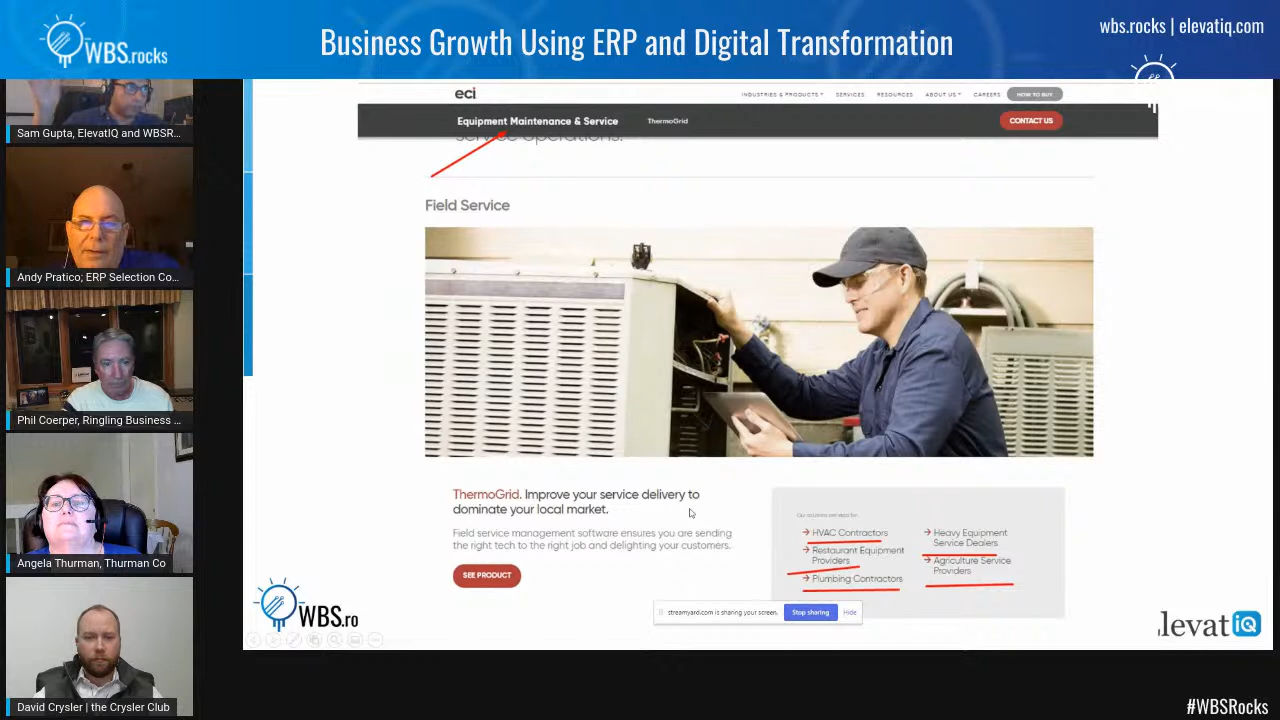 WBS.rocks
Business Growth Using ERP and Digital Transformation
wbs.rocks | elevatiq.com
Sam Gupta, ElevatIQ and WBSR...
Andy Pratico; ERP Selection Co...
Phil Coerper, Ringling Business ...
Angela Thurman, Thurman Co
David Crysler | the Crysler Club
eci
INDUSTRIES & PRODUCTS
SERVICES
RESOURCES
ABOUT US
CAREERS
HOW TO BUY
Equipment Maintenance & Service
ThermoGrid
CONTACT US
service operations.
Field Service
ThermoGrid. Improve your service delivery to
dominate your local market.
Field service management software ensures you are sending
the right tech to the right job and delighting your customers.
SEE PRODUCT
HVAC Contractors
Restaurant Equipment
Providers
Plumbing Contractors
Heavy Equipment
Service Dealers
Agriculture Service
Providers
streamyard.com is sharing your screen.
Stop sharing
Hide
WBS.ro
levatiQ
#WBSRocks